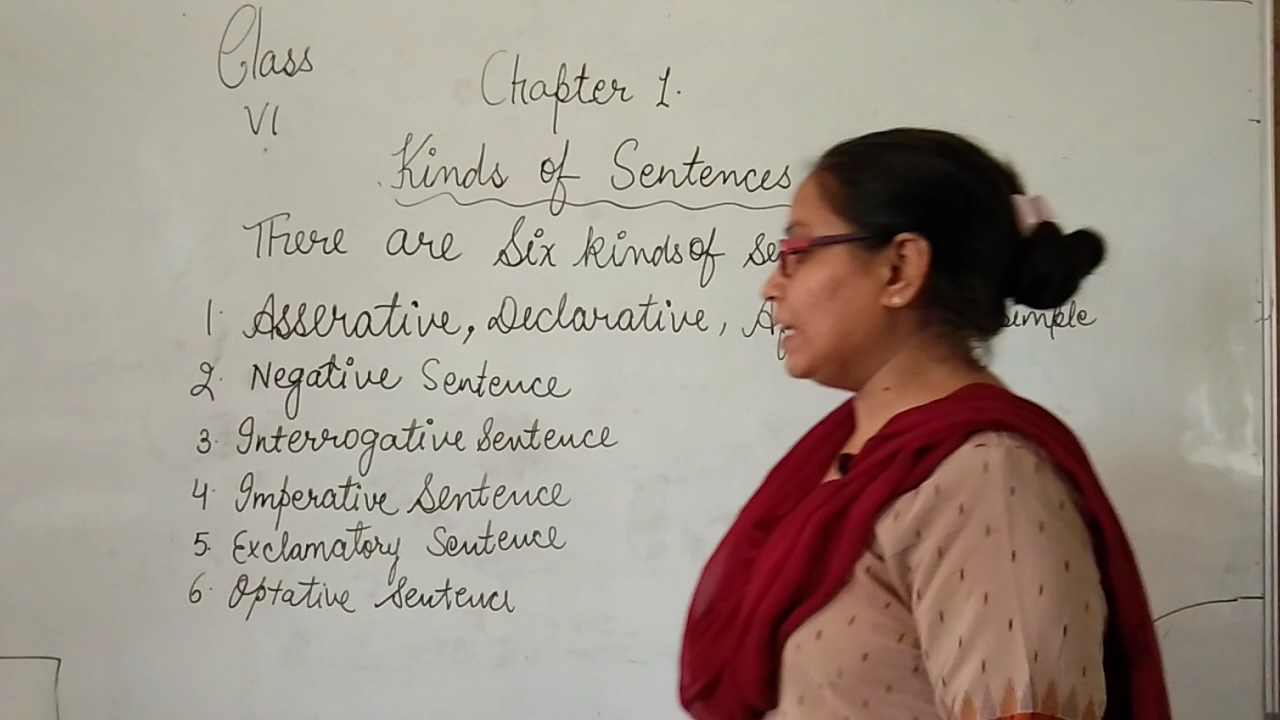 Class
VI
Chapter 1.
Kinds of Sentences
There are Six kinds of
1. Asserative, Declarative, simple
2. Negative Sentence
3. Interrogative Sentence
4. Imperative Sentence
5. Exclamatory Sentence
6. Optative Sentence